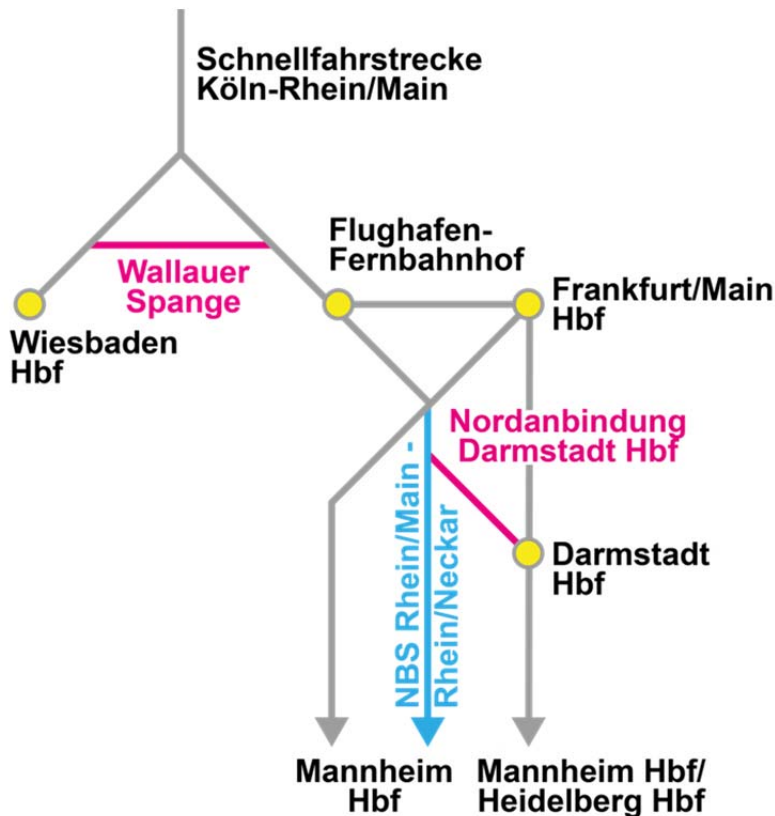 Schnellfahrstrecke
Köln-Rhein/Main
Flughafen-
Fernbahnhof
Wallauer
Spange
Frankfurt/Main
Hbf
Wiesbaden
Hbf
Nordanbindung
Darmstadt Hbf
NBS Rhein/Main -
Rhein/Neckar
Darmstadt
Hbf
Mannheim
Hbf
Mannheim Hbf/
Heidelberg Hbf